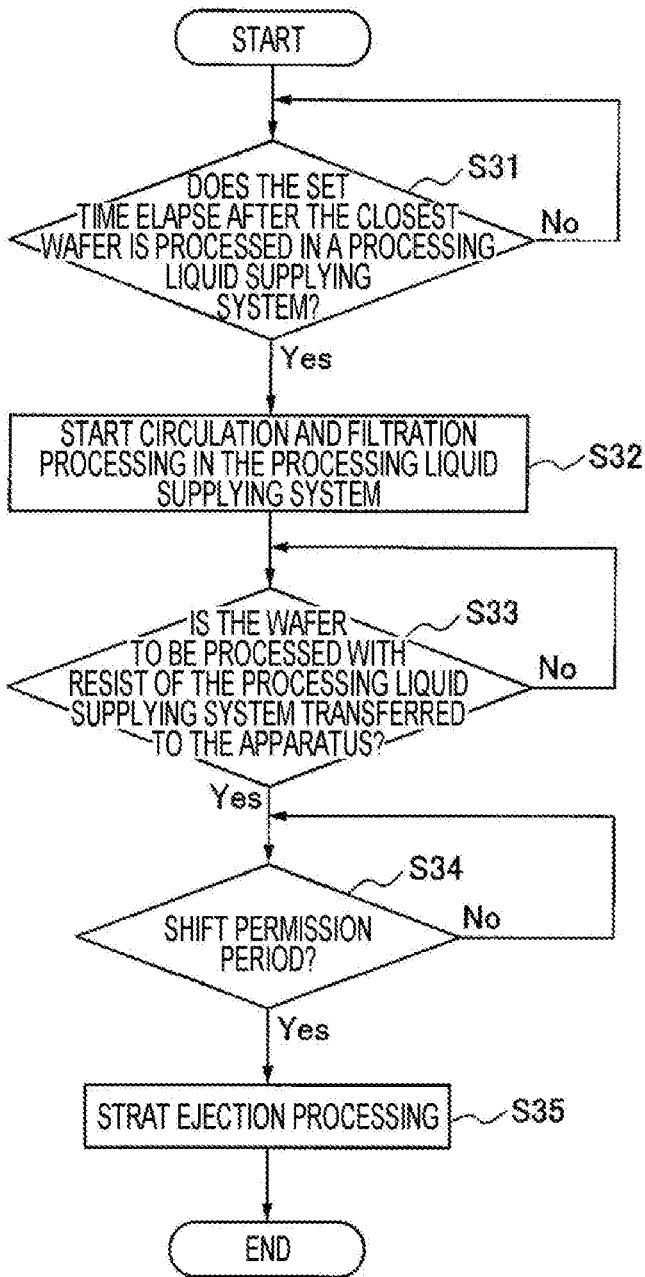 START
S31
DOES THE SET
TIME ELAPSE AFTER THE CLOSEST
WAFER IS PROCESSED IN A PROCESSING
LIQUID SUPPLYING
SYSTEM?
No
Yes
START CIRCULATION AND FILTRATION
PROCESSING IN THE PROCESSING LIQUID
SUPPLYING SYSTEM
S32
S33
IS THE WAFER
TO BE PROCESSED WITH
RESIST OF THE PROCESSING LIQUID
SUPPLYING SYSTEM TRANSFERRED
TO THE APPARATUS?
No
Yes
S34
SHIFT PERMISSION
PERIOD?
No
Yes
STRAT EJECTION PROCESSING
S35
END